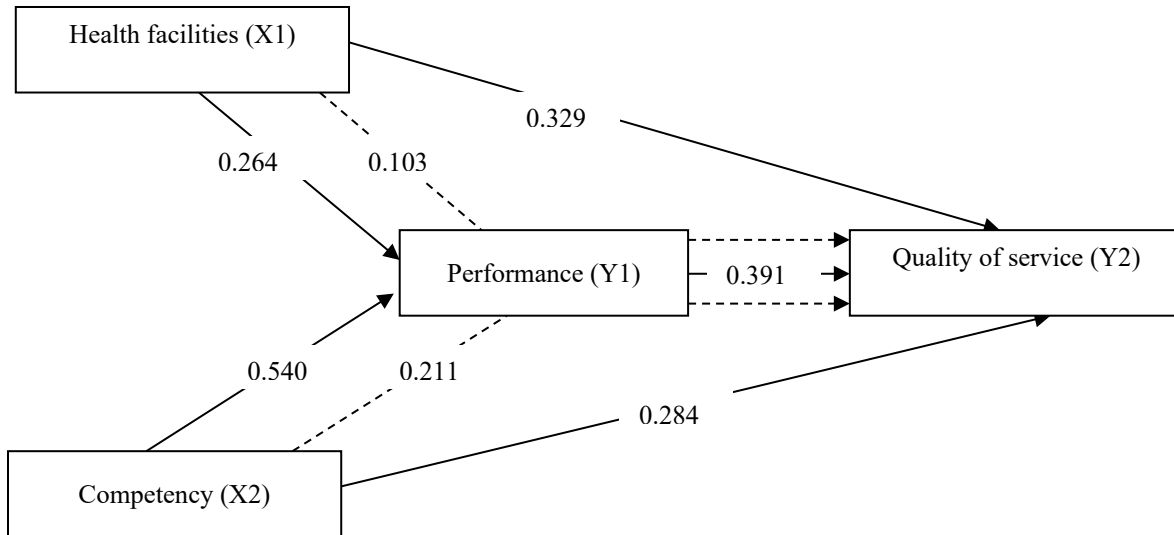 Health facilities (X1)
0.329
0.264
0.103
Performance (Y1)
0.391
Quality of service (Y2)
0.540
0.211
0.284
Competency (X2)